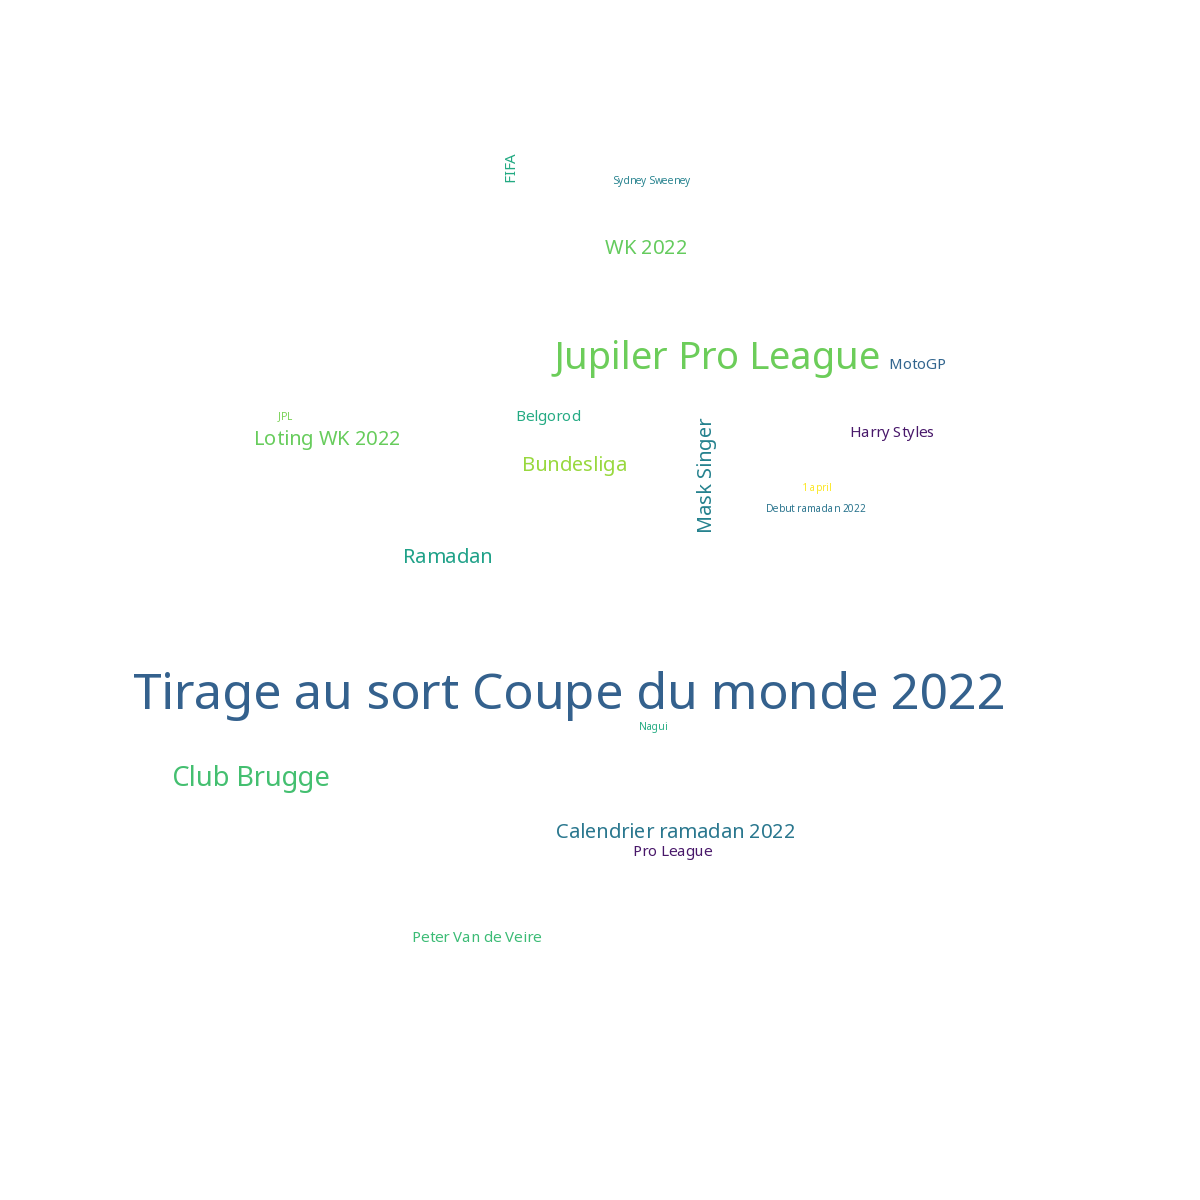 FIFA
Sydney Sweeney
WK 2022
Jupiler Pro League
MotoGP
JPL
Belgorod
Loting WK 2022
Harry Styles
Bundesliga
Mask Singer
1 april
Debut ramadan 2022
Ramadan
Tirage au sort Coupe du monde 2022
Nagui
Club Brugge
Calendrier ramadan 2022
Pro League
Peter Van de Veire